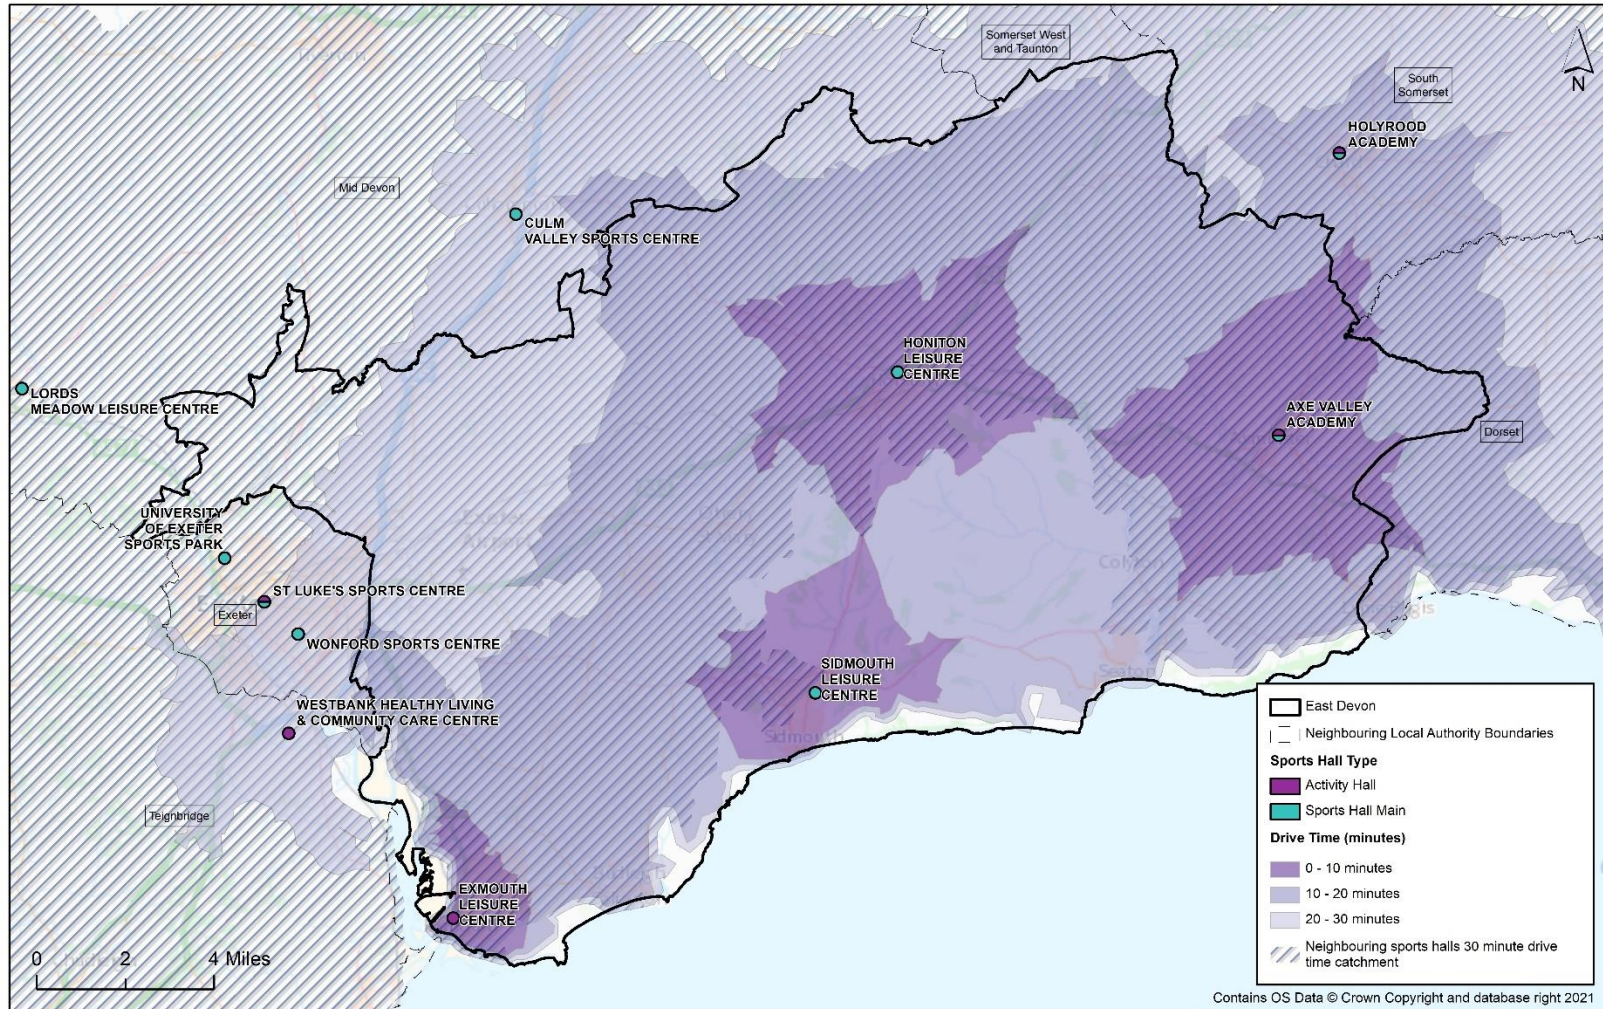 Somerset West
and Taunton
South
Somerset
N
HOLYROOD
ACADEMY
Mid Devon
CULM
VALLEY SPORTS CENTRE
HONITON
LEISURE
CENTRE
LORDS
MEADOW LEISURE CENTRE
AXE VALLEY
ACADEMY
Dorset
UNIVERSITY
OF EXETER
SPORTS PARK
Colyton
ST LUKE'S SPORTS CENTRE
Exeter
WONFORD SPORTS CENTRE
SIDMOUTH
LEISURE
CENTRE
Seaton
WESTBANK HEALTHY LIVING
& COMMUNITY CARE CENTRE
Sidmouth
Teignbridge
EXMOUTH
LEISURE
CENTRE
0 2 4 Miles
East Devon
Neighbouring Local Authority Boundaries
Sports Hall Type
Activity Hall
Sports Hall Main
Drive Time (minutes)
0 - 10 minutes
10 - 20 minutes
20 - 30 minutes
Neighbouring sports halls 30 minute drive
time catchment
Contains OS Data © Crown Copyright and database right 2021